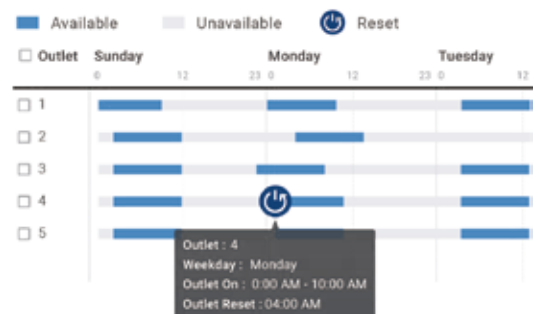 Available Unavailable Reset
Outlet Sunday Monday Tuesday
0 12 23 0 12 23 0 12
1
2
3
4
5
Outlet : 4
Weekday : Monday
Outlet On : 0:00 AM - 10:00 AM
Outlet Reset : 04:00 AM